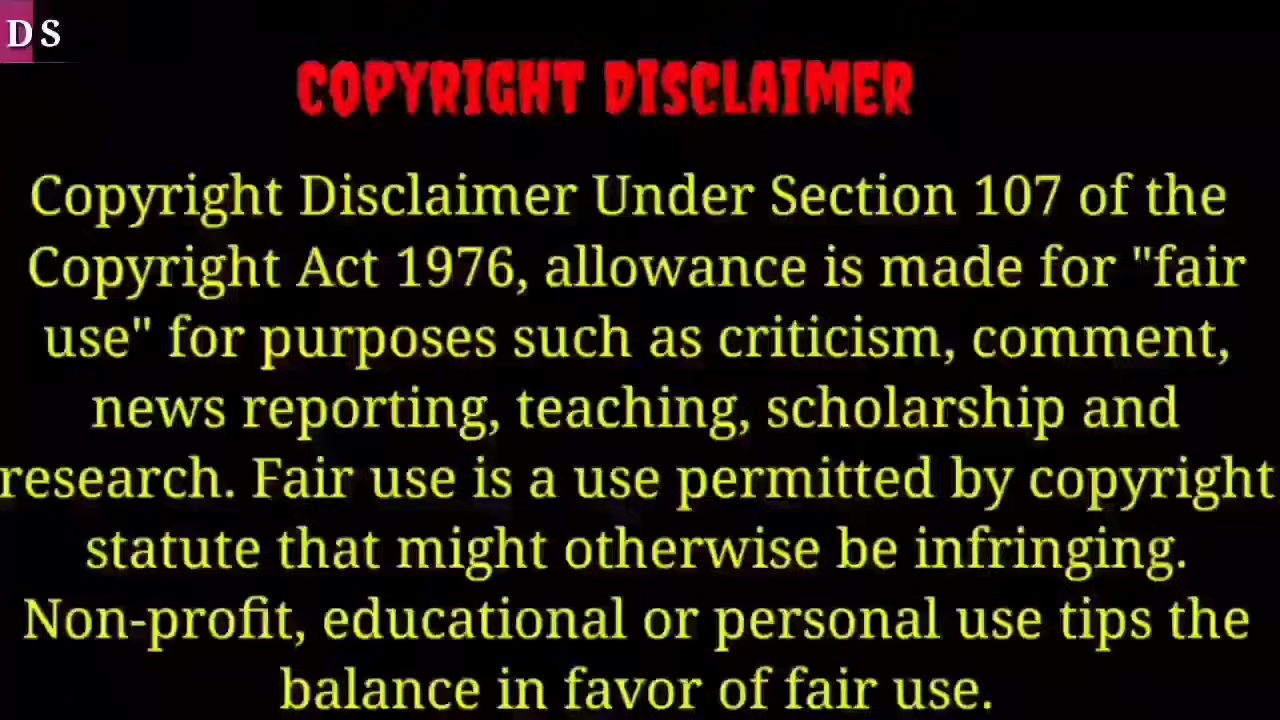 DS
COPYRIGHT DISCLAIMER
Copyright Disclaimer Under Section 107 of the
Copyright Act 1976, allowance is made for "fair
use" for purposes such as criticism, comment,
news reporting, teaching, scholarship and
research. Fair use is a use permitted by copyright
statute that might otherwise be infringing.
Non-profit, educational or personal use tips the
balance in favor of fair use.